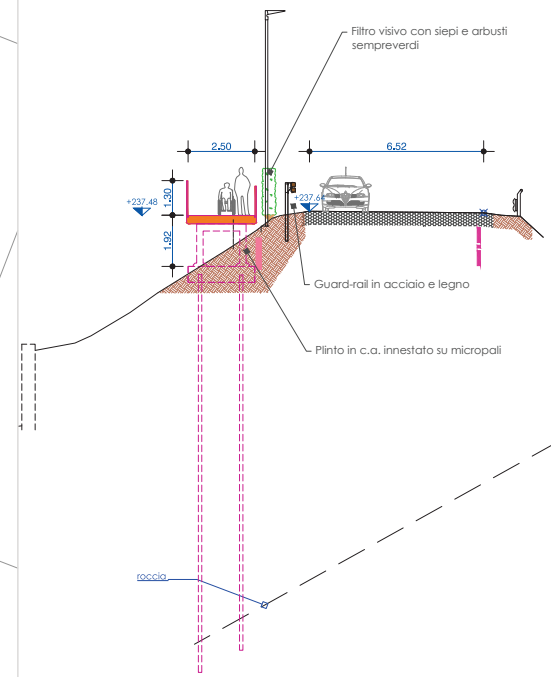 Filtro visivo con siepi e arbusti
sempreverdi
2.50
6.52
1.30
+237.48
+237.6
1.92
Guard-rail in acciaio e legno
Plinto in c.a. innestato su micropali
roccia